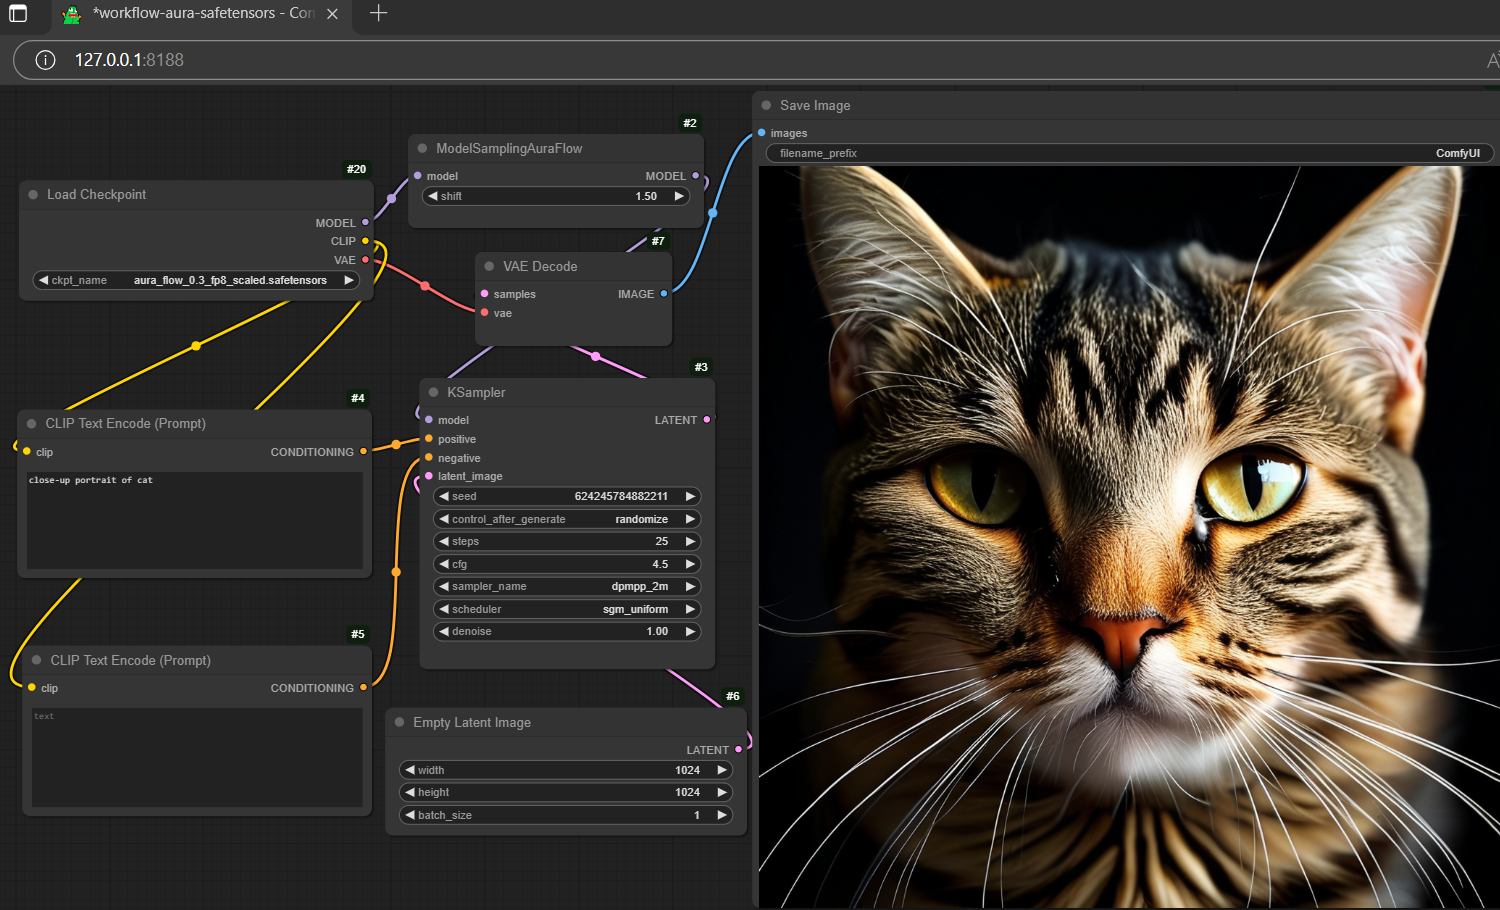 *workflow-aura-safetensors - Con
127.0.0.1:8188
#20
Load Checkpoint
MODEL
CLIP
VAE
ckpt_name aura_flow_0.3_fp8_scaled.safetensors
#2
ModelSamplingAuraFlow
model MODEL
shift 1.50
#7
VAE Decode
samples IMAGE
vae
#4
CLIP Text Encode (Prompt)
clip CONDITIONING
close-up portrait of cat
#5
CLIP Text Encode (Prompt)
clip CONDITIONING
text
#3
KSampler
model LATENT
positive
negative
latent_image
seed 624245784882211
control_after_generate randomize
steps 25
cfg 4.5
sampler_name dpmpp_2m
scheduler sgm_uniform
denoise 1.00
#6
Empty Latent Image
LATENT
width 1024
height 1024
batch_size 1
Save Image
images
filename_prefix ComfyUI